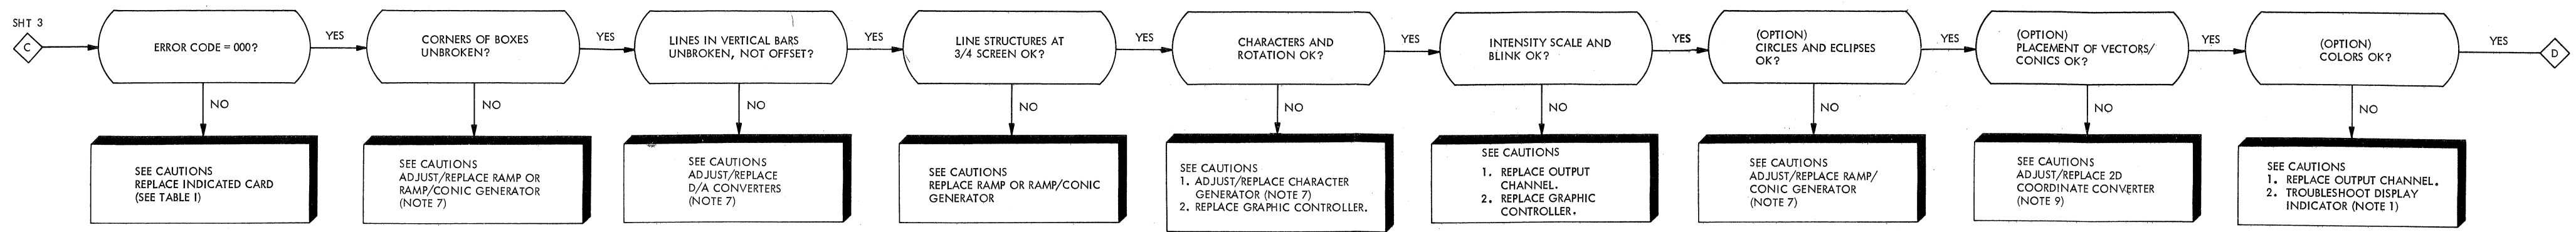 SHT 3
C
ERROR CODE = 000?
YES
NO
SEE CAUTIONS
REPLACE INDICATED CARD
(SEE TABLE I)
CORNERS OF BOXES
UNBROKEN?
YES
NO
SEE CAUTIONS
ADJUST/REPLACE RAMP OR
RAMP/CONIC GENERATOR
(NOTE 7)
LINES IN VERTICAL BARS
UNBROKEN, NOT OFFSET?
YES
NO
SEE CAUTIONS
ADJUST/REPLACE
D/A CONVERTERS
(NOTE 7)
LINE STRUCTURES AT
3/4 SCREEN OK?
YES
NO
SEE CAUTIONS
REPLACE RAMP OR RAMP/CONIC
GENERATOR
CHARACTERS AND
ROTATION OK?
YES
NO
SEE CAUTIONS
1. ADJUST/REPLACE CHARACTER
GENERATOR (NOTE 7)
2. REPLACE GRAPHIC CONTROLLER.
INTENSITY SCALE AND
BLINK OK?
YES
NO
SEE CAUTIONS
1. REPLACE OUTPUT
CHANNEL.
2. REPLACE GRAPHIC
CONTROLLER.
(OPTION)
CIRCLES AND ECLIPSES
OK?
YES
NO
SEE CAUTIONS
ADJUST/REPLACE RAMP/
CONIC GENERATOR
(NOTE 7)
(OPTION)
PLACEMENT OF VECTORS/
CONICS OK?
YES
NO
SEE CAUTIONS
ADJUST/REPLACE 2D
COORDINATE CONVERTER
(NOTE 9)
(OPTION)
COLORS OK?
YES
NO
SEE CAUTIONS
1. REPLACE OUTPUT CHANNEL.
2. TROUBLESHOOT DISPLAY
INDICATOR (NOTE 1)
D